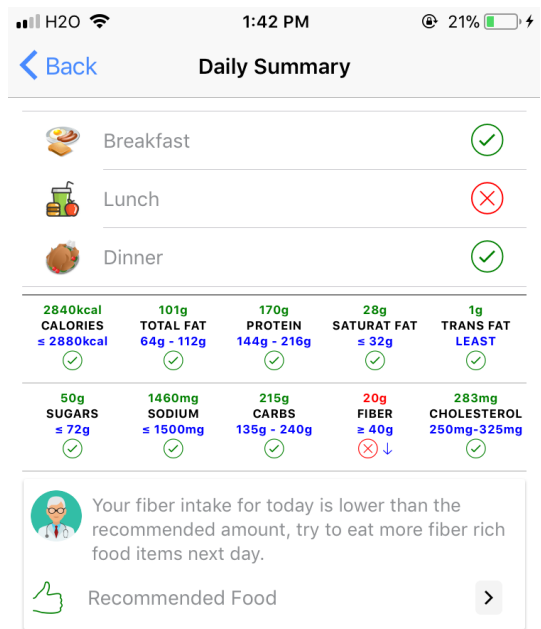 H2O 1:42 PM 21%
Back Daily Summary
Breakfast
Lunch
Dinner
2840kcal 101g 170g 28g 1g
CALORIES TOTAL FAT PROTEIN SATURAT FAT TRANS FAT
≤ 2880kcal 64g - 112g 144g - 216g ≤ 32g LEAST
50g 1460mg 215g 20g 283mg
SUGARS SODIUM CARBS FIBER CHOLESTEROL
≤ 72g ≤ 1500mg 135g - 240g ≥ 40g 250mg-325mg
Your fiber intake for today is lower than the
recommended amount, try to eat more fiber rich
food items next day.
Recommended Food